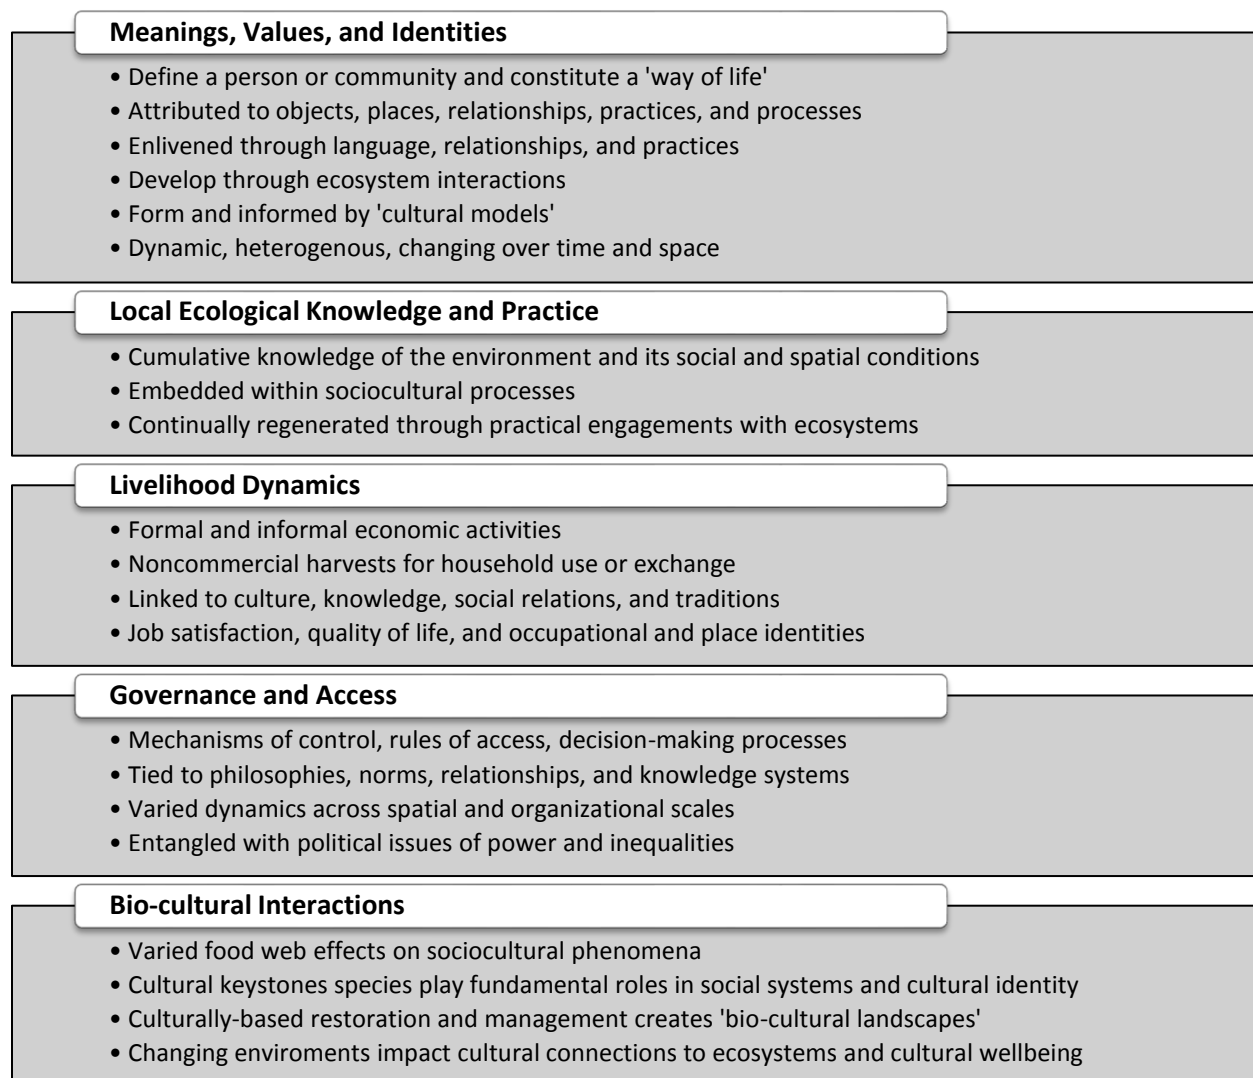 Meanings, Values, and Identities
• Define a person or community and constitute a 'way of life'
• Attributed to objects, places, relationships, practices, and processes
• Enlivened through language, relationships, and practices
• Develop through ecosystem interactions
• Form and informed by 'cultural models'
• Dynamic, heterogenous, changing over time and space
Local Ecological Knowledge and Practice
• Cumulative knowledge of the environment and its social and spatial conditions
• Embedded within sociocultural processes
• Continually regenerated through practical engagements with ecosystems
Livelihood Dynamics
• Formal and informal economic activities
• Noncommercial harvests for household use or exchange
• Linked to culture, knowledge, social relations, and traditions
• Job satisfaction, quality of life, and occupational and place identities
Governance and Access
• Mechanisms of control, rules of access, decision-making processes
• Tied to philosophies, norms, relationships, and knowledge systems
• Varied dynamics across spatial and organizational scales
• Entangled with political issues of power and inequalities
Bio-cultural Interactions
• Varied food web effects on sociocultural phenomena
• Cultural keystones species play fundamental roles in social systems and cultural identity
• Culturally-based restoration and management creates 'bio-cultural landscapes'
• Changing enviroments impact cultural connections to ecosystems and cultural wellbeing